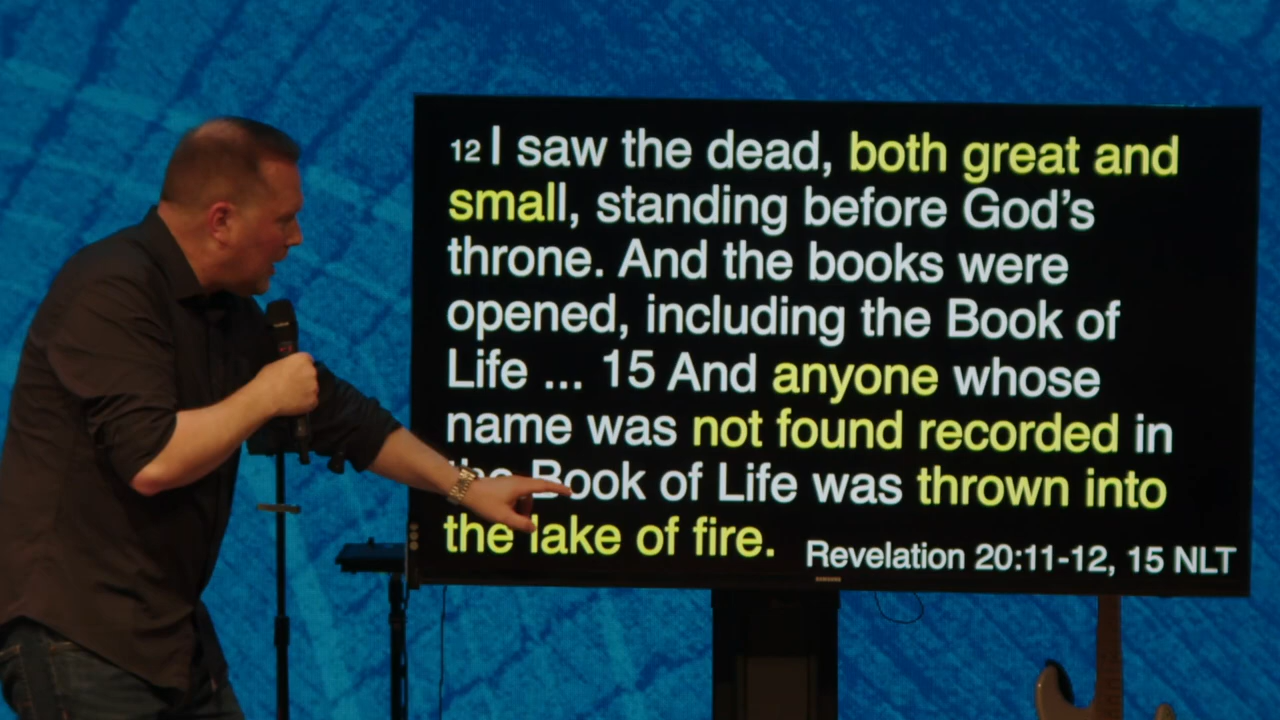 12 I saw the dead, both great and
small, standing before God's
throne. And the books were
opened, including the Book of
Life ... 15 And anyone whose
name was not found recorded in
the Book of Life was thrown into
the lake of fire.
Revelation 20:11-12, 15 NLT
SAMSUNG